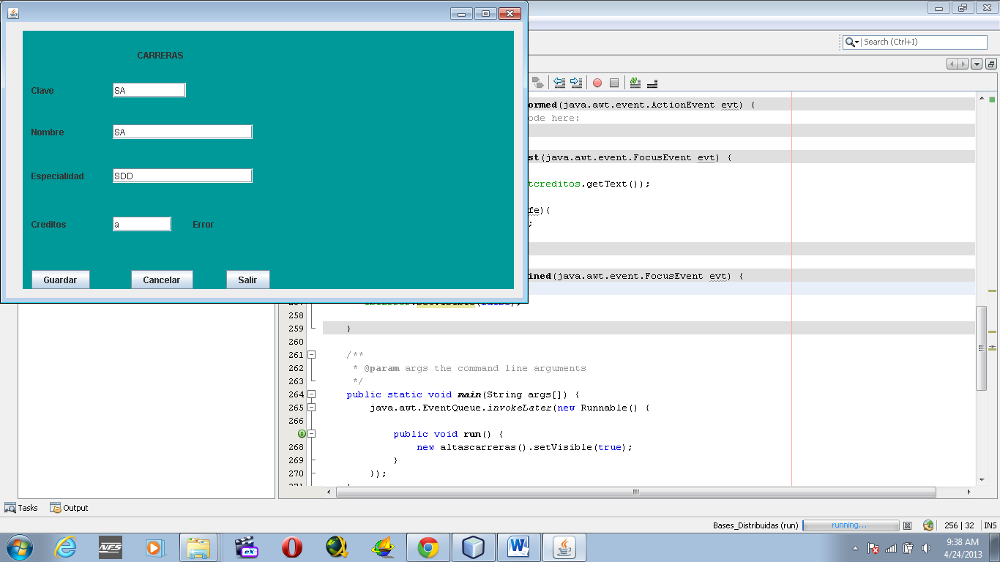 CARRERAS
Clave SA
Nombre SA
Especialidad SDD
Creditos a Error
Guardar Cancelar Salir
Search (Ctrl+I)
ormed(java.awt.event.ActionEvent evt) {
ode here:
st(java.awt.event.FocusEvent evt) {
tcreditos.getText());
fe){
;
ined(java.awt.event.FocusEvent evt) {
258
259 }
260
261 /**
262 * @param args the command line arguments
263 */
264 public static void main(String args[]) {
265 java.awt.EventQueue.invokeLater(new Runnable() {
266
public void run() {
268 new altascarreras().setVisible(true);
269 }
270 });
Tasks Output
Bases_Distribuidas (run) running... 256 | 32 INS
NFS ex W
9:38 AM
4/24/2013